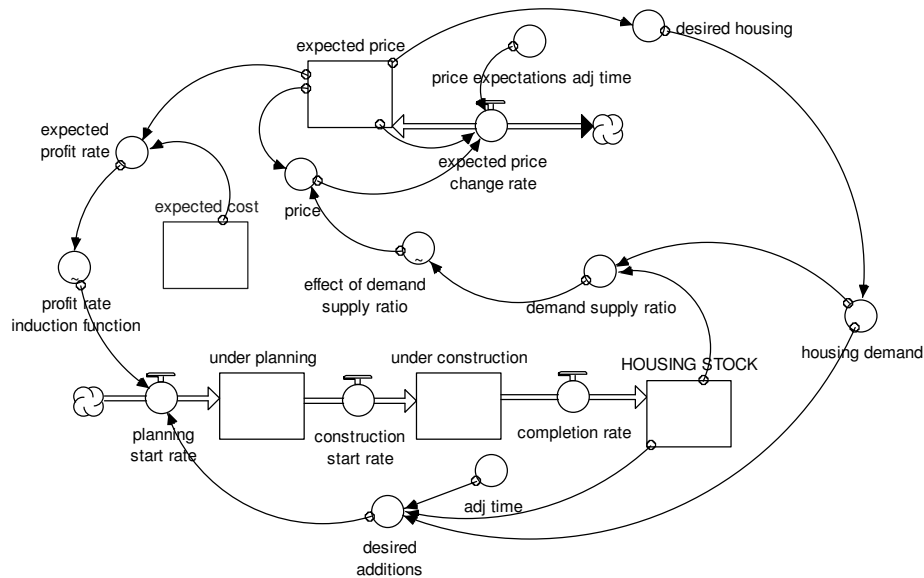 desired housing
expected price
price expectations adj time
expected
profit rate
expected price
change rate
expected cost
price
profit rate
induction function
effect of demand
supply ratio
demand supply ratio
housing demand
under planning
under construction
HOUSING STOCK
planning
start rate
construction
start rate
completion rate
adj time
desired
additions
~
~